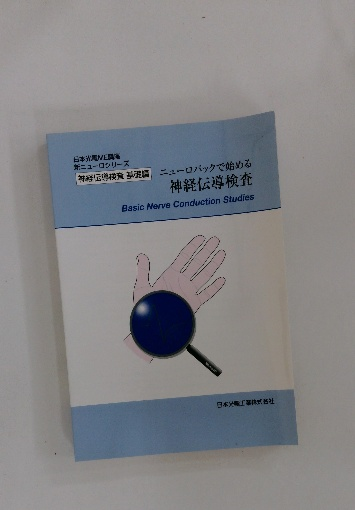 日本光電ME講座
新ニューロシリーズ
神経伝導検査 基礎編
ニューロパックで始める
神経伝導検査
Basic Nerve Conduction Studies
日本光電工業株式会社